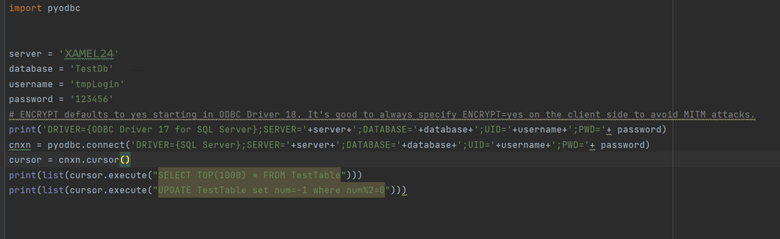 import pyodbc
server = 'XAMEL24'
database = 'TestDb'
username = 'tmpLogin'
password = '123456'
# ENCRYPT defaults to yes starting in ODBC Driver 18. It's good to always specify ENCRYPT=yes on the client side to avoid MITM attacks.
print('DRIVER={ODBC Driver 17 for SQL Server};SERVER='+server+';DATABASE='+database+';UID='+username+';PWD='+ password)
cnxn = pyodbc.connect('DRIVER={SQL Server};SERVER='+server+';DATABASE='+database+';UID='+username+';PWD='+ password)
cursor = cnxn.cursor()
print(list(cursor.execute("SELECT TOP(1000) * FROM TestTable")))
print(list(cursor.execute("UPDATE TestTable set num=-1 where num%2=0")))